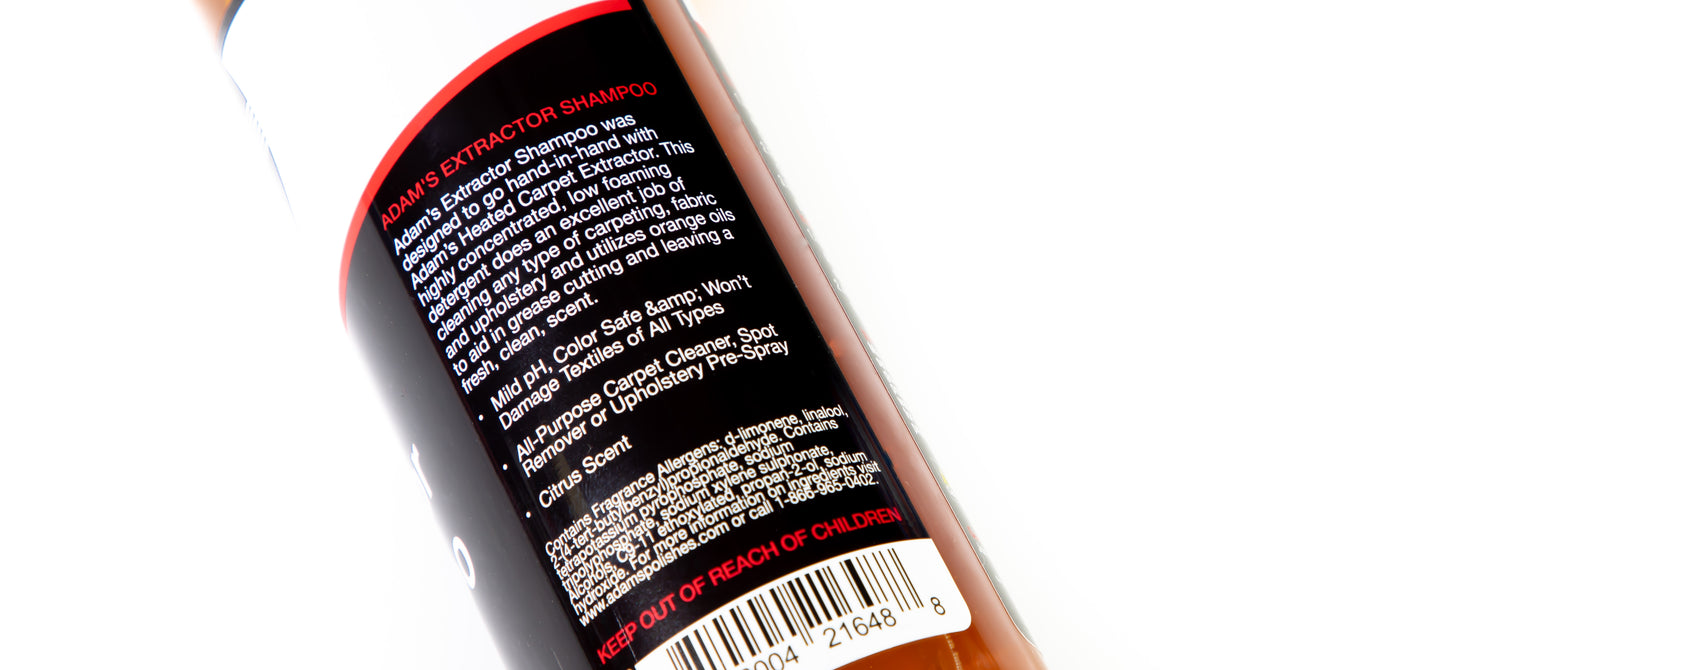 ADAM'S EXTRACTOR SHAMPOO
Adam's Extractor Shampoo was
designed to go hand-in-hand with
Adam's Heated Carpet Extractor. This
highly concentrated, low foaming
detergent does an excellent job of
cleaning any type of carpeting, fabric
and upholstery and utilizes orange oils
to aid in grease cutting and leaving a
fresh, clean, scent.
• Mild pH, Color Safe &amp; Won't
Damage Textiles of All Types
• All-Purpose Carpet Cleaner, Spot
Remover or Upholstery Pre-Spray
• Citrus Scent
Contains Fragrance Allergens: d-limonene, linalool,
2-(4-tert-butylbenzyl)propionaldehyde. Contains
tetrapotassium pyrophosphate, sodium
tripolyphosphate, sodium xylene sulphonate,
Alcohols, C9-11 ethoxylated, propan-2-ol, sodium
hydroxide. For more information on ingredients visit
www.adamspolishes.com or call 1-866-965-0402.
KEEP OUT OF REACH OF CHILDREN
0004 21648 8
r
o